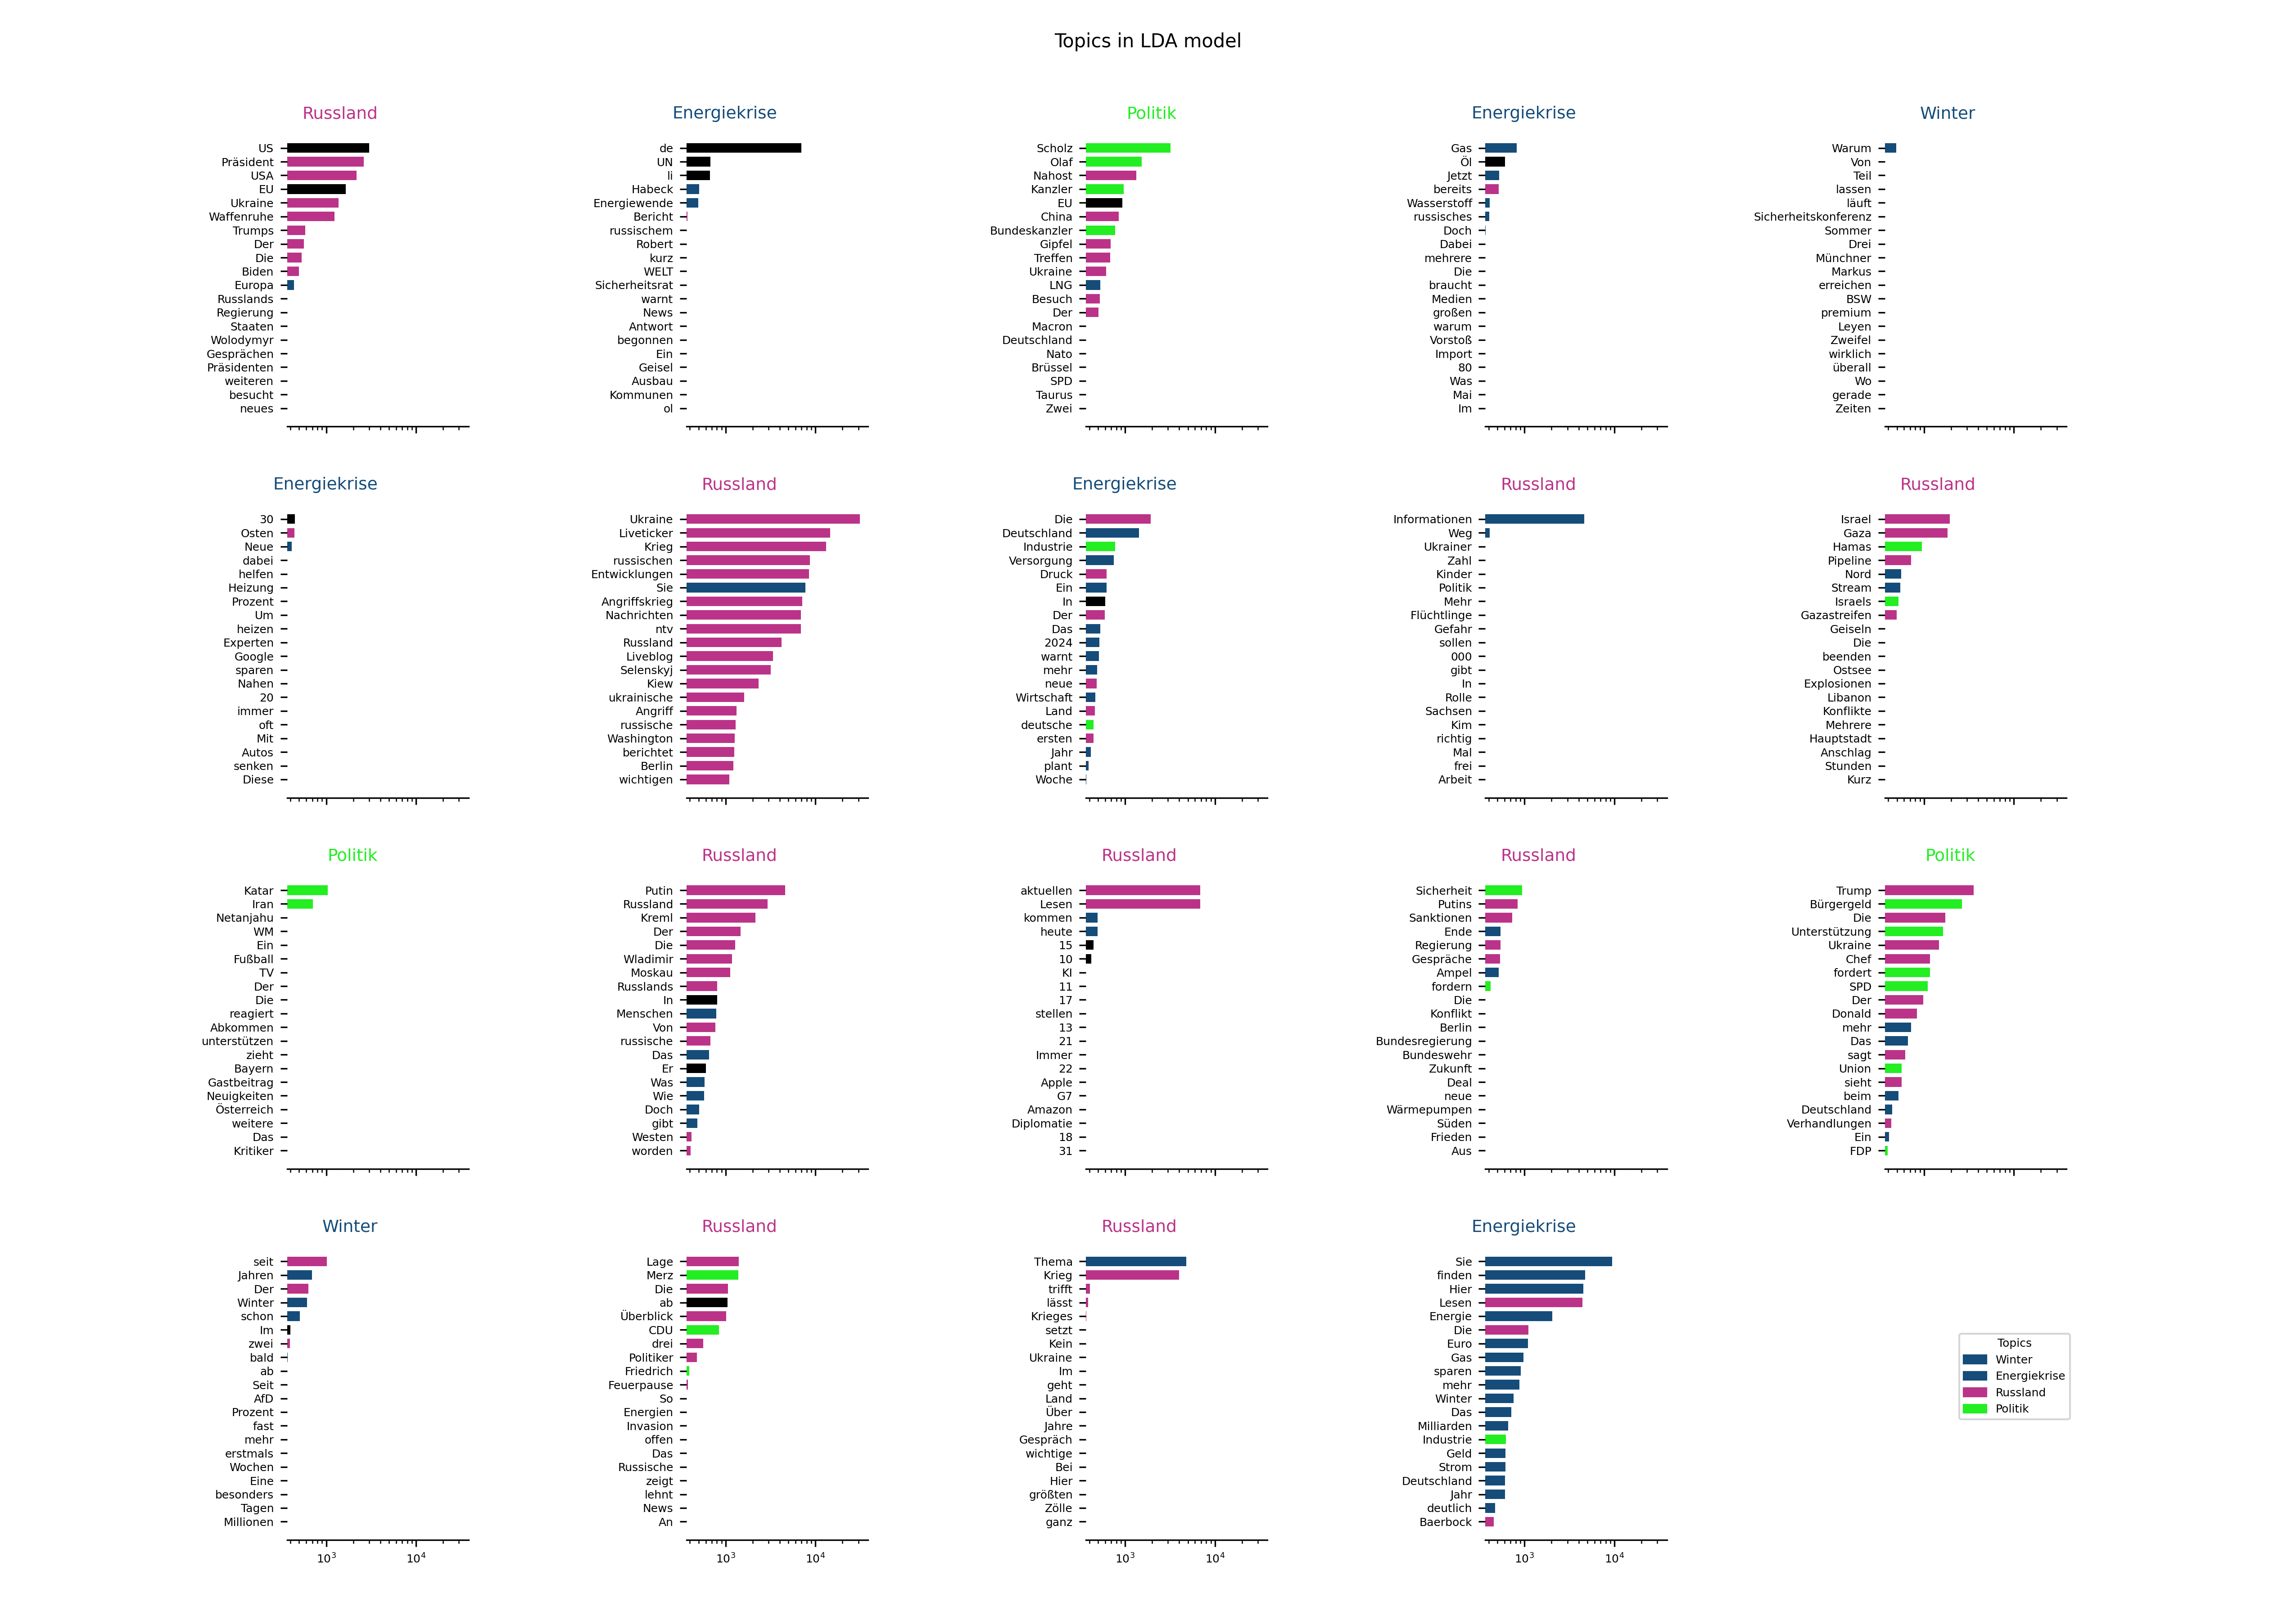 Topics in LDA model
Russland
US
Präsident
USA
EU
Ukraine
Waffenruhe
Trumps
Der
Die
Biden
Europa
Russlands
Regierung
Staaten
Wolodymyr
Gesprächen
Präsidenten
weiteren
besucht
neues
Energiekrise
de
UN
li
Habeck
Energiewende
Bericht
russischem
Robert
kurz
WELT
Sicherheitsrat
warnt
News
Antwort
begonnen
Ein
Geisel
Ausbau
Kommunen
ol
Politik
Scholz
Olaf
Nahost
Kanzler
EU
China
Bundeskanzler
Gipfel
Treffen
Ukraine
LNG
Besuch
Der
Macron
Deutschland
Nato
Brüssel
SPD
Taurus
Zwei
Energiekrise
Gas
Öl
Jetzt
bereits
Wasserstoff
russisches
Doch
Dabei
mehrere
Die
braucht
Medien
großen
warum
Vorstoß
Import
80
Was
Mai
Im
Winter
Warum
Von
Teil
lassen
läuft
Sicherheitskonferenz
Sommer
Drei
Münchner
Markus
erreichen
BSW
premium
Leyen
Zweifel
wirklich
überall
Wo
gerade
Zeiten
Energiekrise
30
Osten
Neue
dabei
helfen
Heizung
Prozent
Um
heizen
Experten
Google
sparen
Nahen
20
immer
oft
Mit
Autos
senken
Diese
Russland
Ukraine
Liveticker
Krieg
russischen
Entwicklungen
Sie
Angriffskrieg
Nachrichten
ntv
Russland
Liveblog
Selenskyj
Kiew
ukrainische
Angriff
russische
Washington
berichtet
Berlin
wichtigen
Energiekrise
Die
Deutschland
Industrie
Versorgung
Druck
Ein
In
Der
Das
2024
warnt
mehr
neue
Wirtschaft
Land
deutsche
ersten
Jahr
plant
Woche
Russland
Informationen
Weg
Ukrainer
Zahl
Kinder
Politik
Mehr
Flüchtlinge
Gefahr
sollen
000
gibt
In
Rolle
Sachsen
Kim
richtig
Mal
frei
Arbeit
Russland
Israel
Gaza
Hamas
Pipeline
Nord
Stream
Israels
Gazastreifen
Geiseln
Die
beenden
Ostsee
Explosionen
Libanon
Konflikte
Mehrere
Hauptstadt
Anschlag
Stunden
Kurz
Politik
Katar
Iran
Netanjahu
WM
Ein
Fußball
TV
Der
Die
reagiert
Abkommen
unterstützen
zieht
Bayern
Gastbeitrag
Neuigkeiten
Österreich
weitere
Das
Kritiker
Russland
Putin
Russland
Kreml
Der
Die
Wladimir
Moskau
Russlands
In
Menschen
Von
russische
Das
Er
Was
Wie
Doch
gibt
Westen
worden
Russland
aktuellen
Lesen
kommen
heute
15
10
KI
11
17
stellen
13
21
Immer
22
Apple
G7
Amazon
Diplomatie
18
31
Russland
Sicherheit
Putins
Sanktionen
Ende
Regierung
Gespräche
Ampel
fordern
Die
Konflikt
Berlin
Bundesregierung
Bundeswehr
Zukunft
Deal
neue
Wärmepumpen
Süden
Frieden
Aus
Politik
Trump
Bürgergeld
Die
Unterstützung
Ukraine
Chef
fordert
SPD
Der
Donald
mehr
Das
sagt
Union
sieht
beim
Deutschland
Verhandlungen
Ein
FDP
Winter
seit
Jahren
Der
Winter
schon
Im
zwei
bald
ab
Seit
AfD
Prozent
fast
mehr
erstmals
Wochen
Eine
besonders
Tagen
Millionen
10³ 10⁴
Russland
Lage
Merz
Die
ab
Überblick
CDU
drei
Politiker
Friedrich
Feuerpause
So
Energien
Invasion
offen
Das
Russische
zeigt
lehnt
News
An
10³ 10⁴
Russland
Thema
Krieg
trifft
lässt
Krieges
setzt
Kein
Ukraine
Im
geht
Land
Über
Jahre
Gespräch
wichtige
Bei
Hier
größten
Zölle
ganz
10³ 10⁴
Energiekrise
Sie
finden
Hier
Lesen
Energie
Die
Euro
Gas
sparen
mehr
Winter
Das
Milliarden
Industrie
Geld
Strom
Deutschland
Jahr
deutlich
Baerbock
10³ 10⁴
Topics
Winter
Energiekrise
Russland
Politik